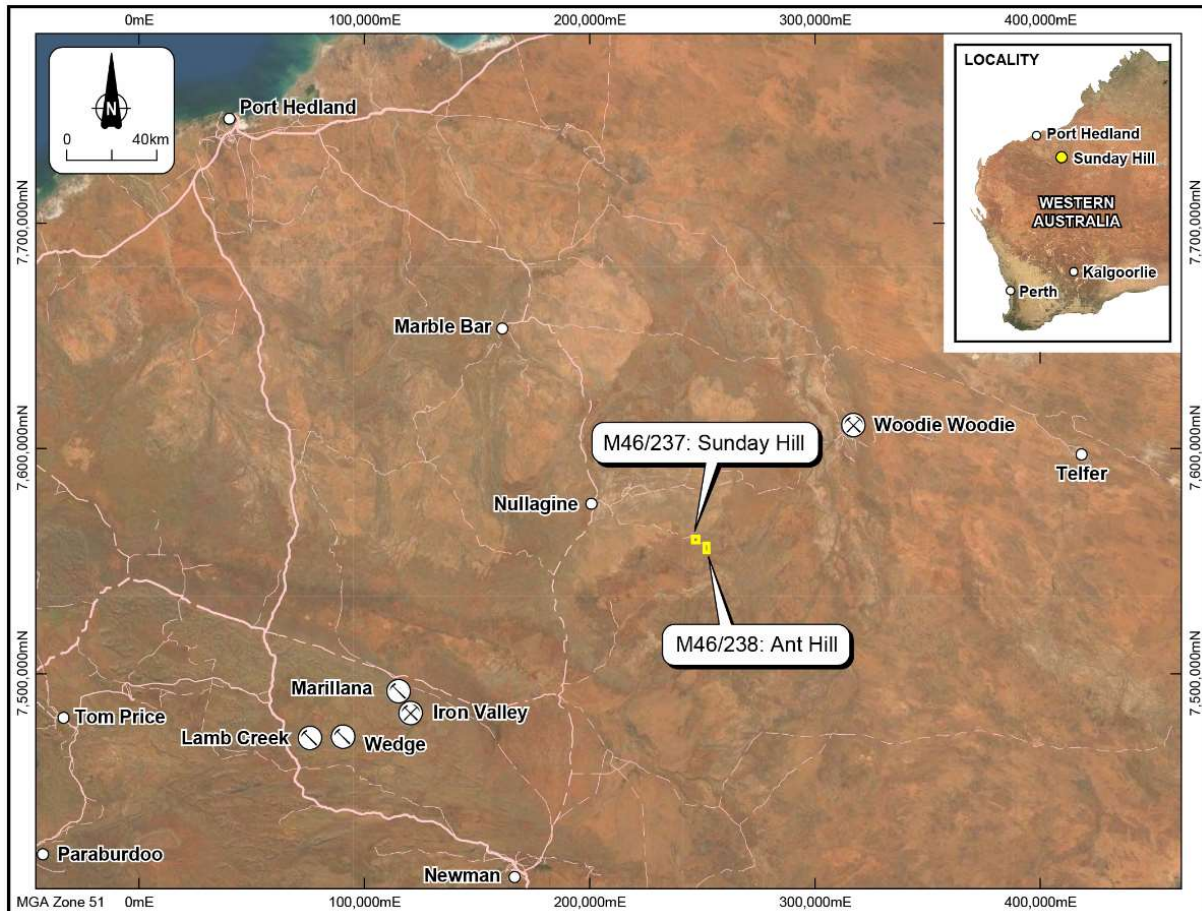 0mE
100,000mE
200,000mE
300,000mE
400,000mE
N
0
40km
Port Hedland
LOCALITY
Port Hedland
Sunday Hill
WESTERN
AUSTRALIA
Kalgoorlie
Perth
7,700,000mN
7,700,000mN
Marble Bar
Woodie Woodie
M46/237: Sunday Hill
7,600,000mN
7,600,000mN
Telfer
Nullagine
M46/238: Ant Hill
7,500,000mN
7,500,000mN
Marillana
Iron Valley
Tom Price
Lamb Creek
Wedge
Paraburdoo
Newman
MGA Zone 51
0mE
100,000mE
200,000mE
300,000mE
400,000mE